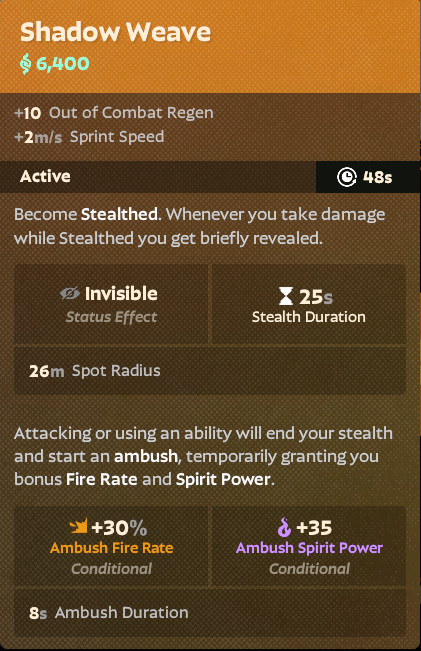 Shadow Weave
6,400
+10 Out of Combat Regen
+2m/s Sprint Speed
Active 48s
Become Stealthed. Whenever you take damage
while Stealthed you get briefly revealed.
Invisible
Status Effect
25s
Stealth Duration
26m Spot Radius
Attacking or using an ability will end your stealth
and start an ambush, temporarily granting you
bonus Fire Rate and Spirit Power.
+30%
Ambush Fire Rate
Conditional
+35
Ambush Spirit Power
Conditional
8s Ambush Duration